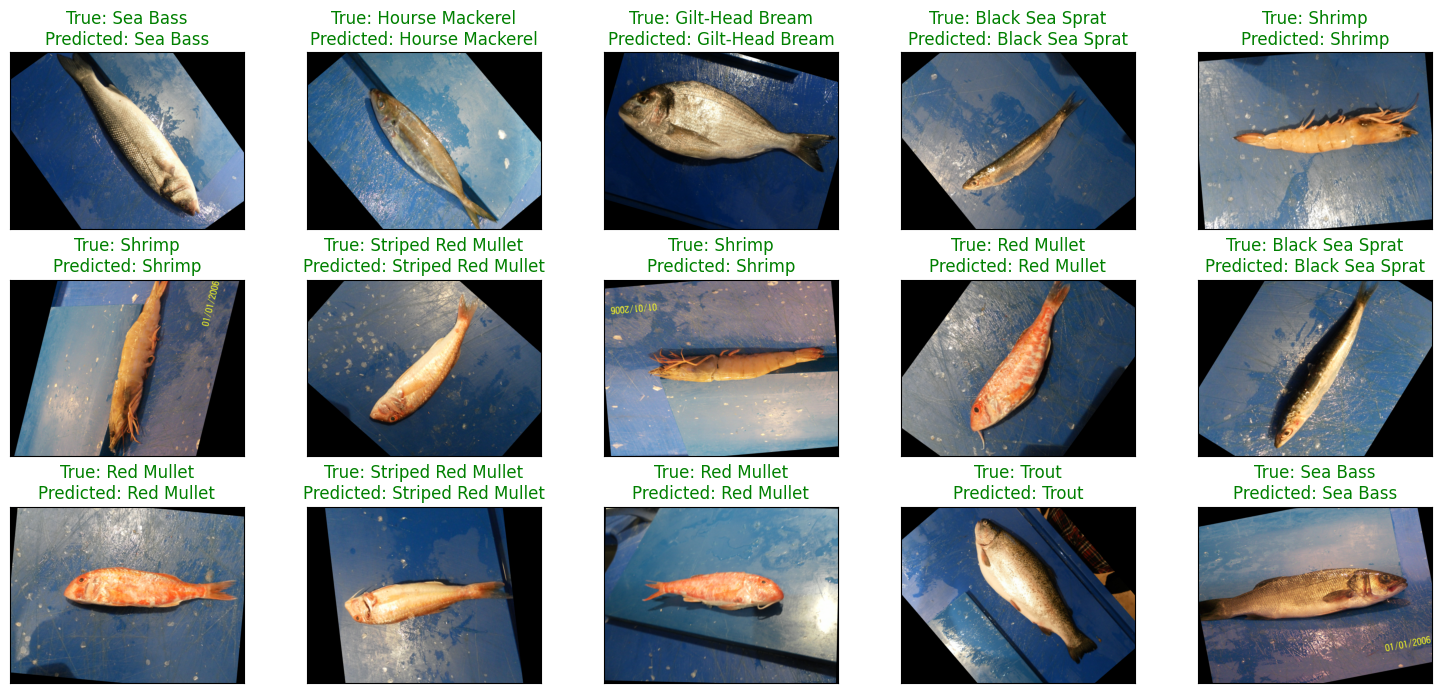 True: Sea Bass
Predicted: Sea Bass
True: Hourse Mackerel
Predicted: Hourse Mackerel
True: Gilt-Head Bream
Predicted: Gilt-Head Bream
True: Black Sea Sprat
Predicted: Black Sea Sprat
True: Shrimp
Predicted: Shrimp
True: Shrimp
Predicted: Shrimp
01/01/2006
True: Striped Red Mullet
Predicted: Striped Red Mullet
True: Shrimp
Predicted: Shrimp
01/01/2006
True: Red Mullet
Predicted: Red Mullet
True: Black Sea Sprat
Predicted: Black Sea Sprat
True: Red Mullet
Predicted: Red Mullet
True: Striped Red Mullet
Predicted: Striped Red Mullet
True: Red Mullet
Predicted: Red Mullet
True: Trout
Predicted: Trout
True: Sea Bass
Predicted: Sea Bass
01/01/2006